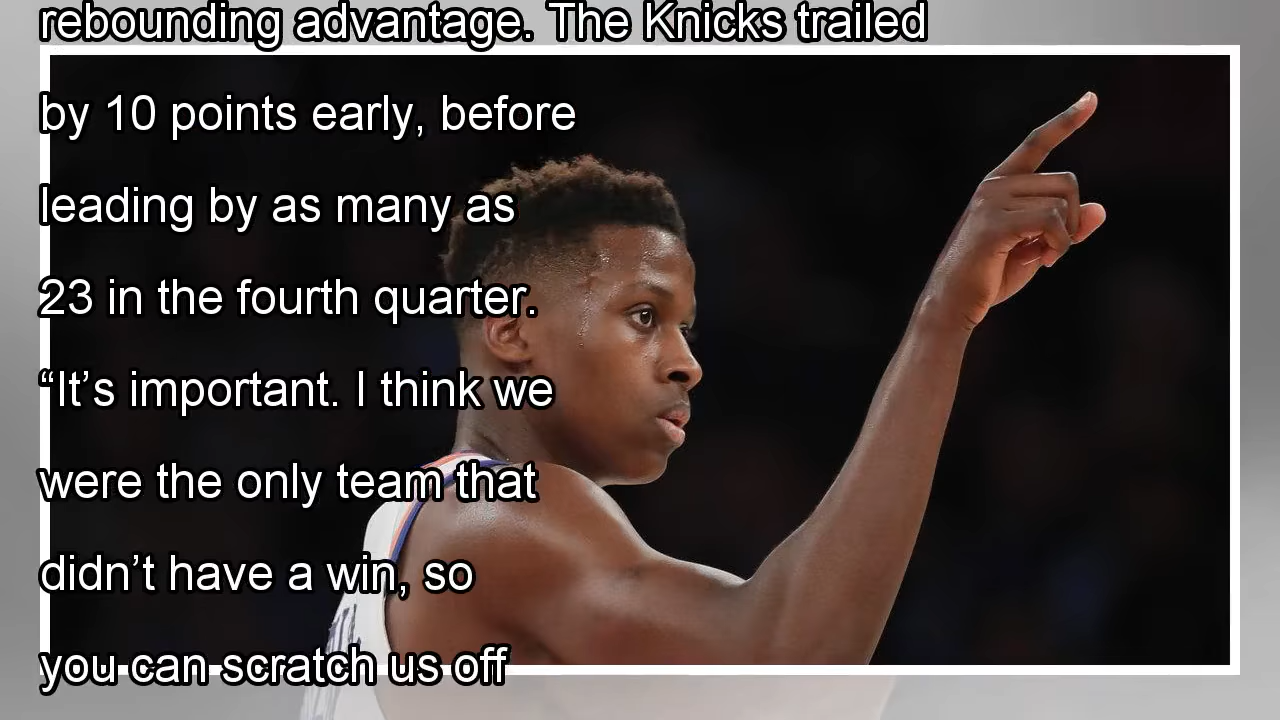 rebounding advantage. The Knicks trailed
by 10 points early, before
leading by as many as
23 in the fourth quarter.
“It’s important. I think we
were the only team that
didn’t have a win, so
you can scratch us off